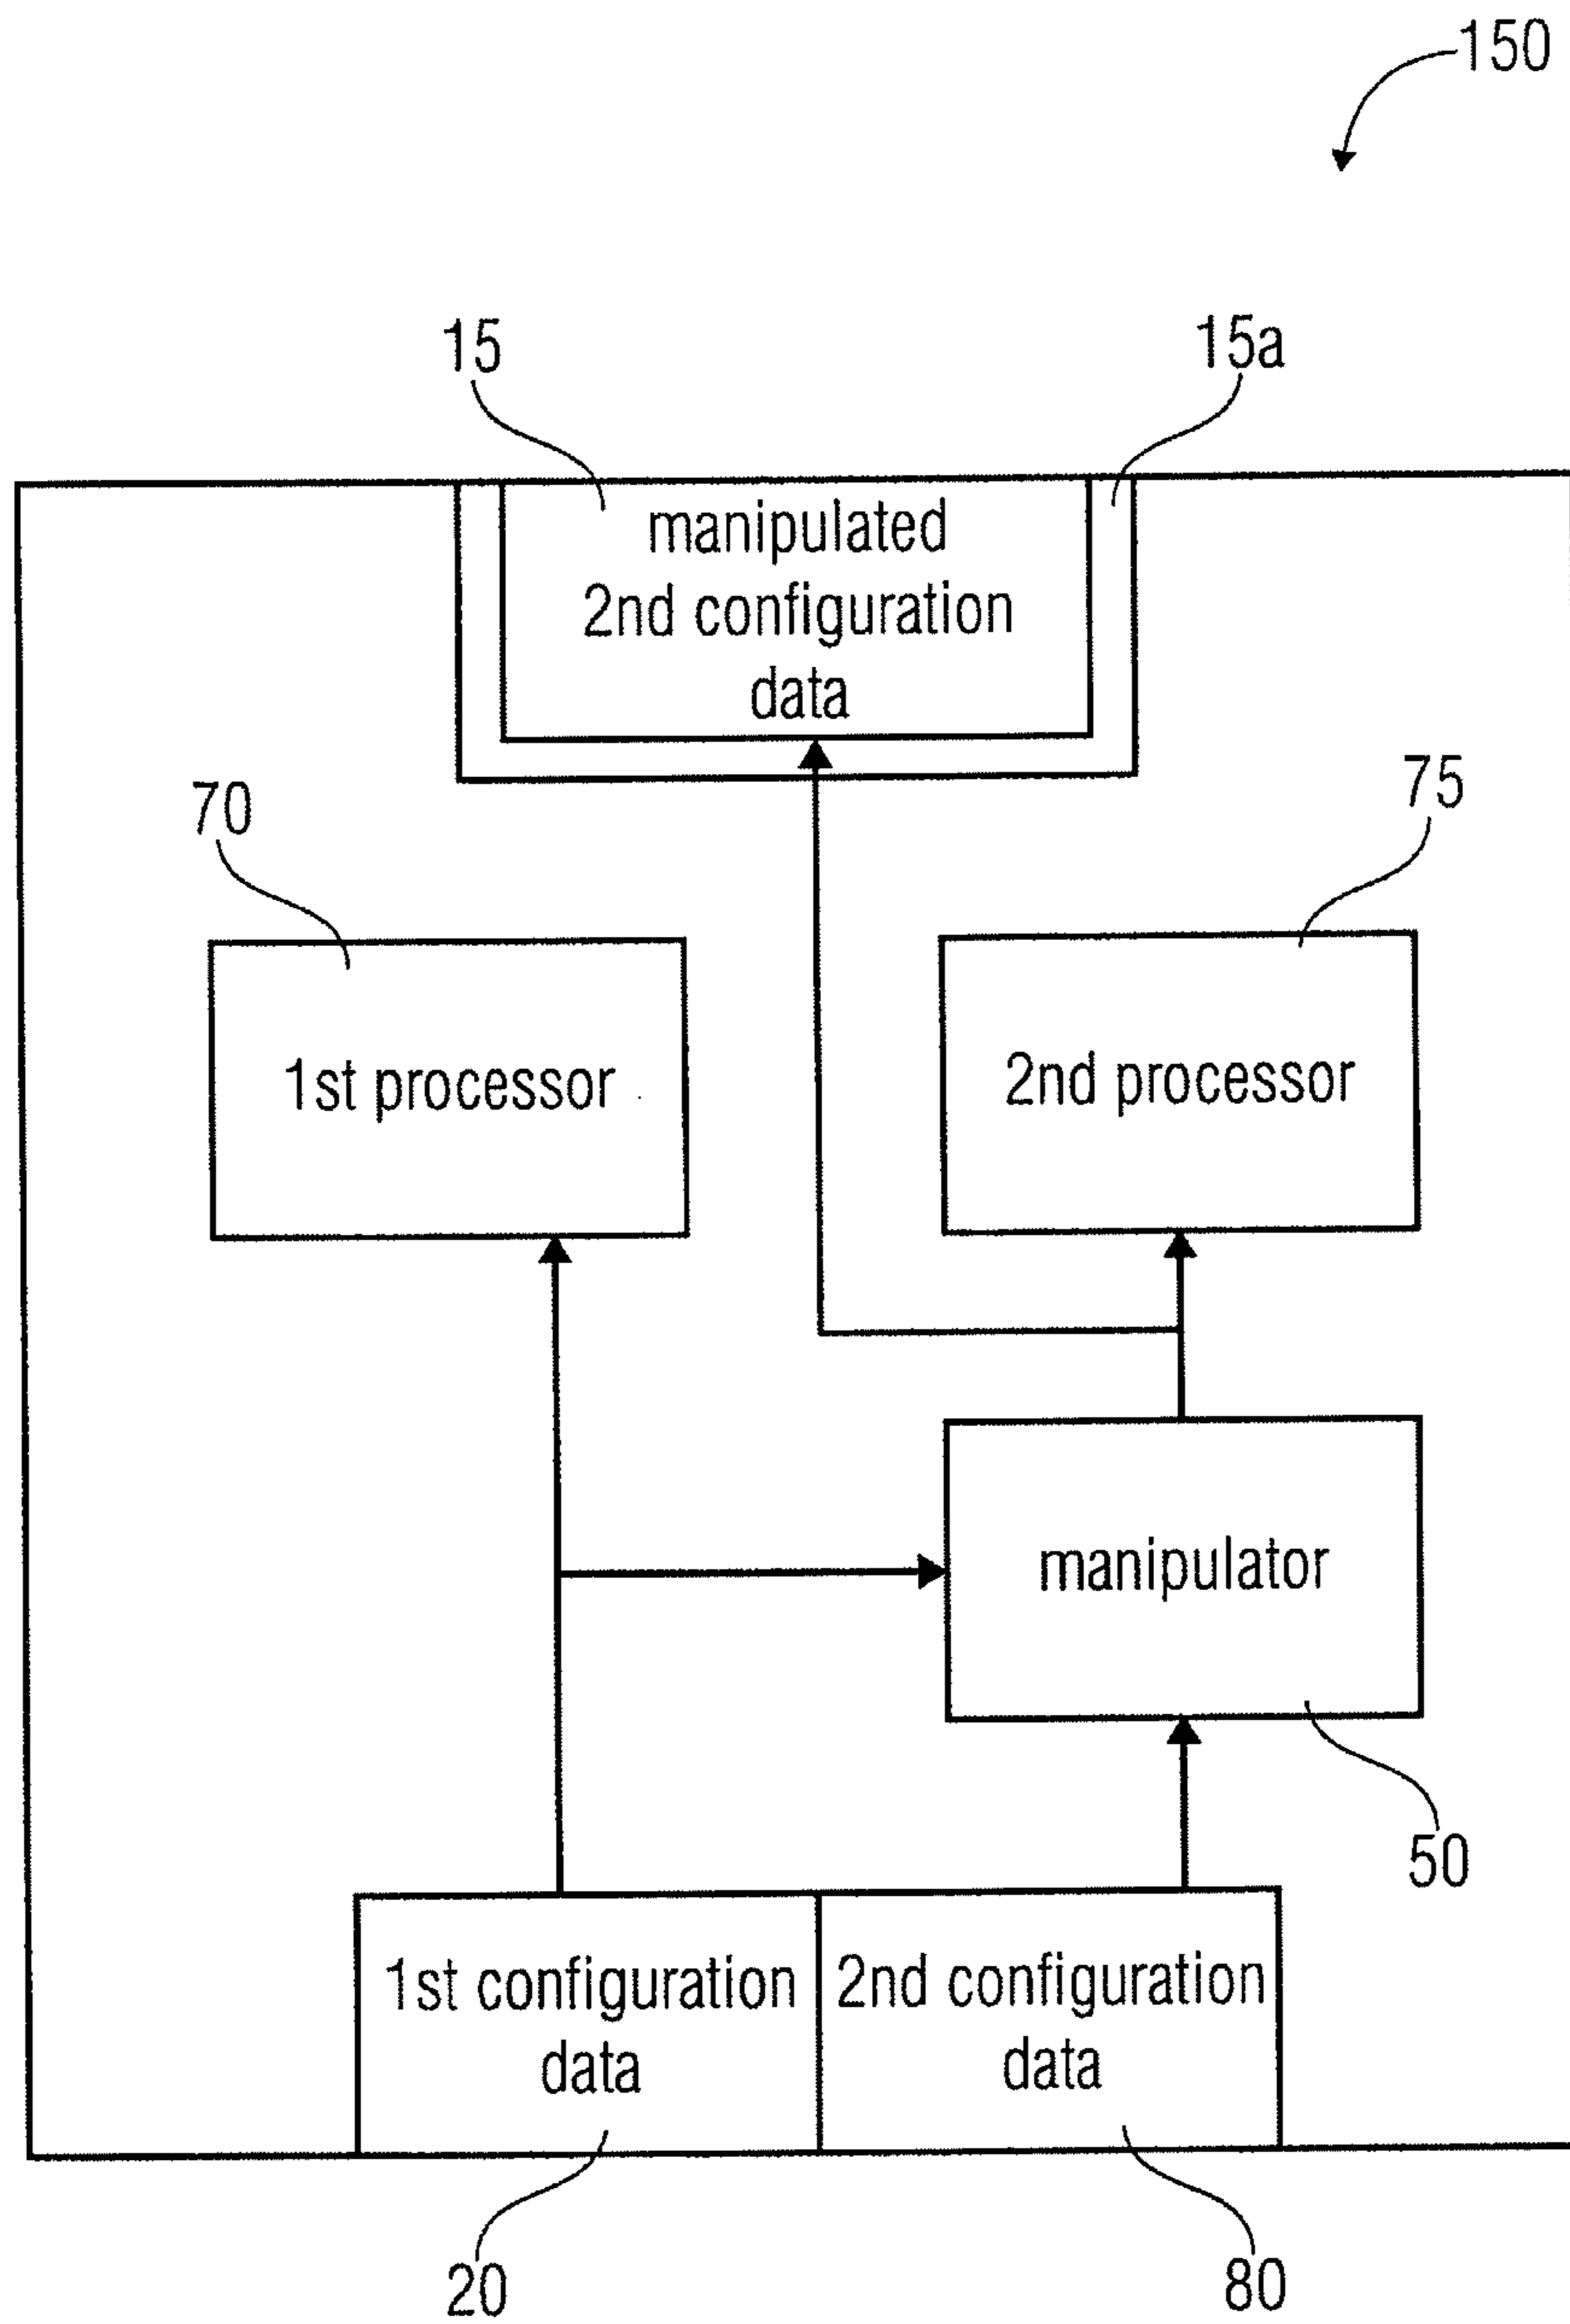 150
15
15a
manipulated
2nd configuration
data
70
75
1st processor
2nd processor
manipulator
50
1st configuration
data
2nd configuration
data
20
80